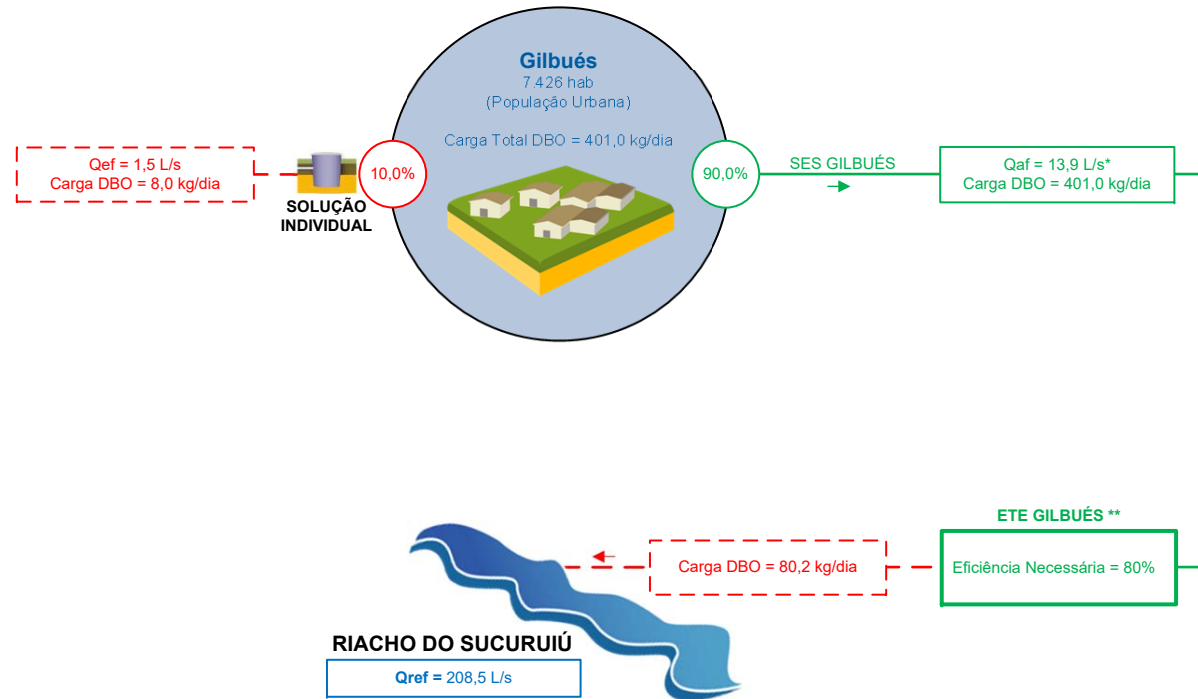 Gilbués
7.426 hab
(População Urbana)
Carga Total DBO = 401,0 kg/dia
Qef = 1,5 L/s
Carga DBO = 8,0 kg/dia
SOLUÇÃO
INDIVIDUAL
10,0%
90,0%
SES GILBUÉS
Qaf = 13,9 L/s*
Carga DBO = 401,0 kg/dia
ETE GILBUÉS **
Eficiência Necessária = 80%
Carga DBO = 80,2 kg/dia
RIACHO DO SUCURUIÚ
Qref = 208,5 L/s